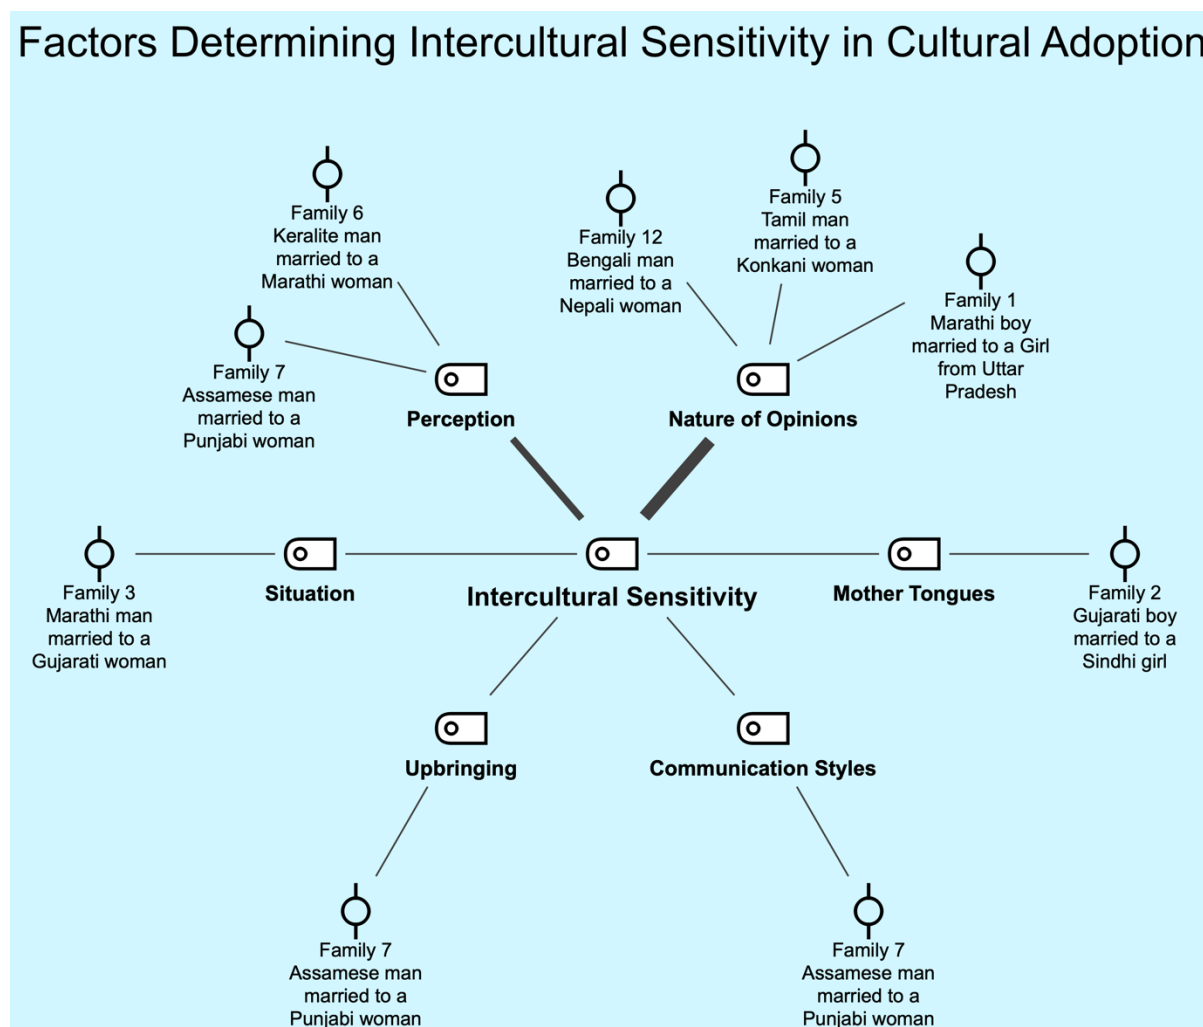 Factors Determining Intercultural Sensitivity in Cultural Adoption
Family 6
Keralite man
married to a
Marathi woman
Family 12
Bengali man
married to a
Nepali woman
Family 5
Tamil man
married to a
Konkani woman
Family 1
Marathi boy
married to a Girl
from Uttar
Pradesh
Family 7
Assamese man
married to a
Punjabi woman
Perception
Nature of Opinions
Family 3
Marathi man
married to a
Gujarati woman
Situation
Intercultural Sensitivity
Mother Tongues
Family 2
Gujarati boy
married to a
Sindhi girl
Upbringing
Communication Styles
Family 7
Assamese man
married to a
Punjabi woman
Family 7
Assamese man
married to a
Punjabi woman